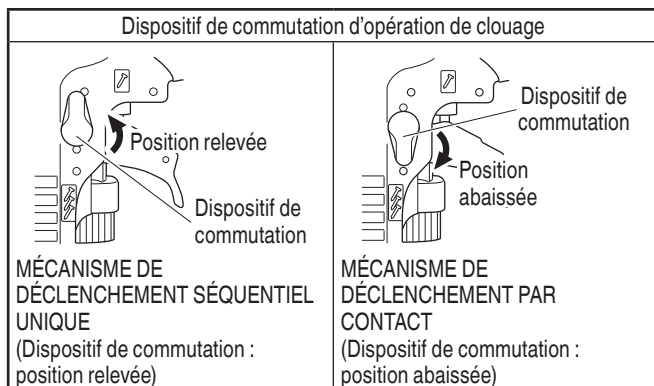 Dispositif de commutation d'opération de clouage
Position relevée
Dispositif de
commutation
MÉCANISME DE
DÉCLENCHEMENT SÉQUENTIEL
UNIQUE
(Dispositif de commutation :
position relevée)
Dispositif de
commutation
Position
abaissée
MÉCANISME DE
DÉCLENCHEMENT PAR
CONTACT
(Dispositif de commutation :
position abaissée)